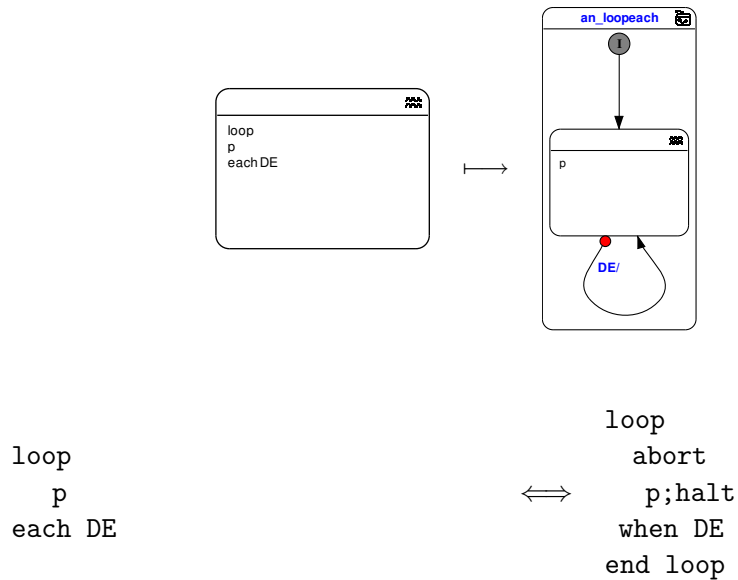 loop
p
each DE
⟼
an_loopeach
I
p
DE/
loop
p
each DE
⟺
loop
abort
p;halt
when DE
end loop